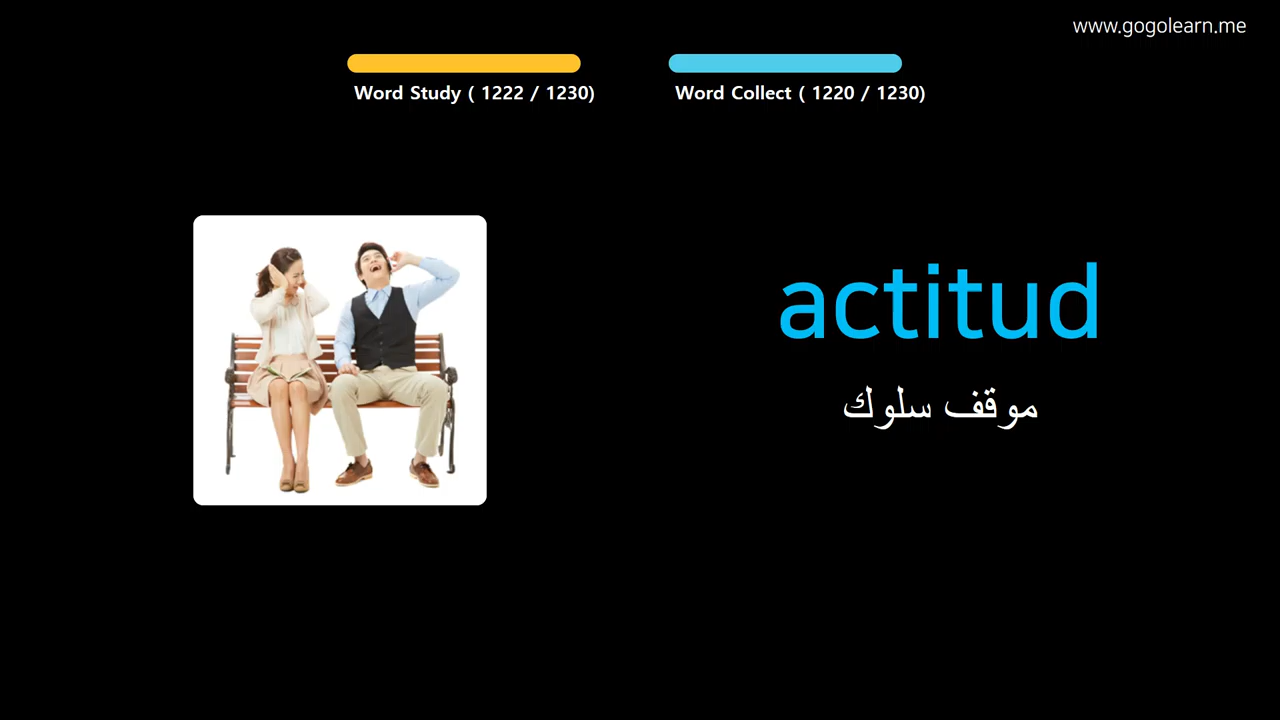 www.gogolearn.me
Word Study ( 1222 / 1230)
Word Collect ( 1220 / 1230)
actitud
موقف سلوك